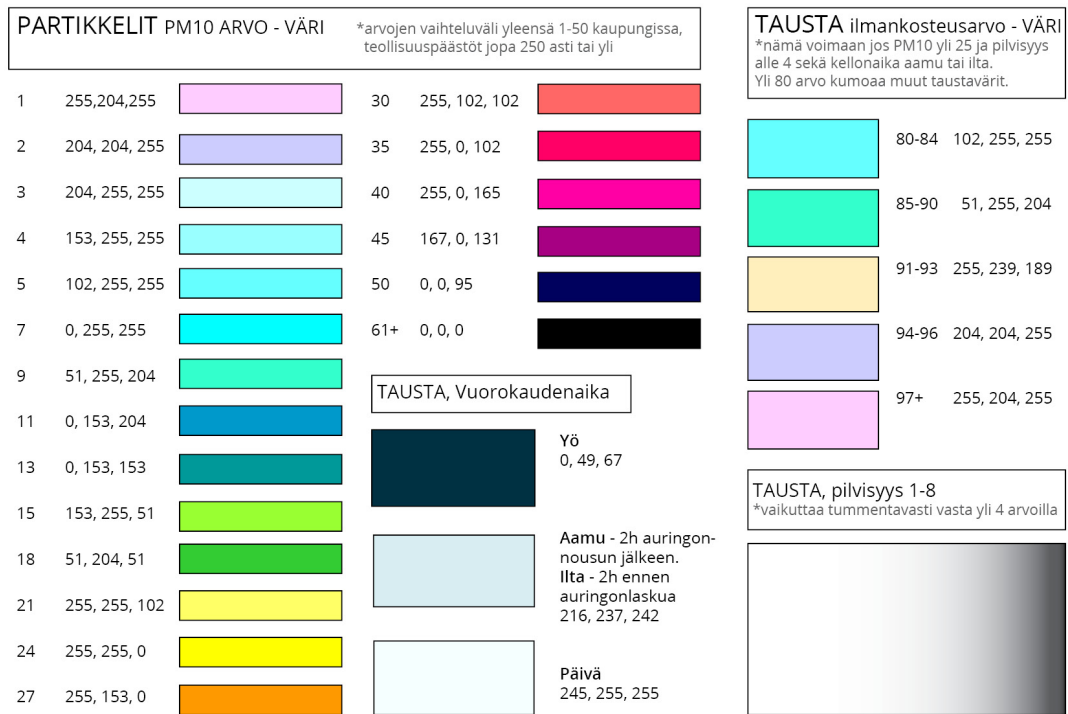 PARTIKKELIT PM10 ARVO - VÄRI
*arvojen vaihteluväli yleensä 1-50 kaupungissa,
teollisuuspäästöt jopa 250 asti tai yli
1 255,204,255
2 204, 204, 255
3 204, 255, 255
4 153, 255, 255
5 102, 255, 255
7 0, 255, 255
9 51, 255, 204
11 0, 153, 204
13 0, 153, 153
15 153, 255, 51
18 51, 204, 51
21 255, 255, 102
24 255, 255, 0
27 255, 153, 0
30 255, 102, 102
35 255, 0, 102
40 255, 0, 165
45 167, 0, 131
50 0, 0, 95
61+ 0, 0, 0
TAUSTA, Vuorokaudenaika
Yö
0, 49, 67
Aamu - 2h auringon-
nousun jälkeen.
Ilta - 2h ennen
auringonlaskua
216, 237, 242
Päivä
245, 255, 255
TAUSTA ilmankosteusarvo - VÄRI
*nämä voimaan jos PM10 yli 25 ja pilvisyys
alle 4 sekä kellonaika aamu tai ilta.
Yli 80 arvo kumoaa muut taustavärit.
80-84 102, 255, 255
85-90 51, 255, 204
91-93 255, 239, 189
94-96 204, 204, 255
97+ 255, 204, 255
TAUSTA, pilvisyys 1-8
*vaikuttaa tummentavasti vasta yli 4 arvoilla